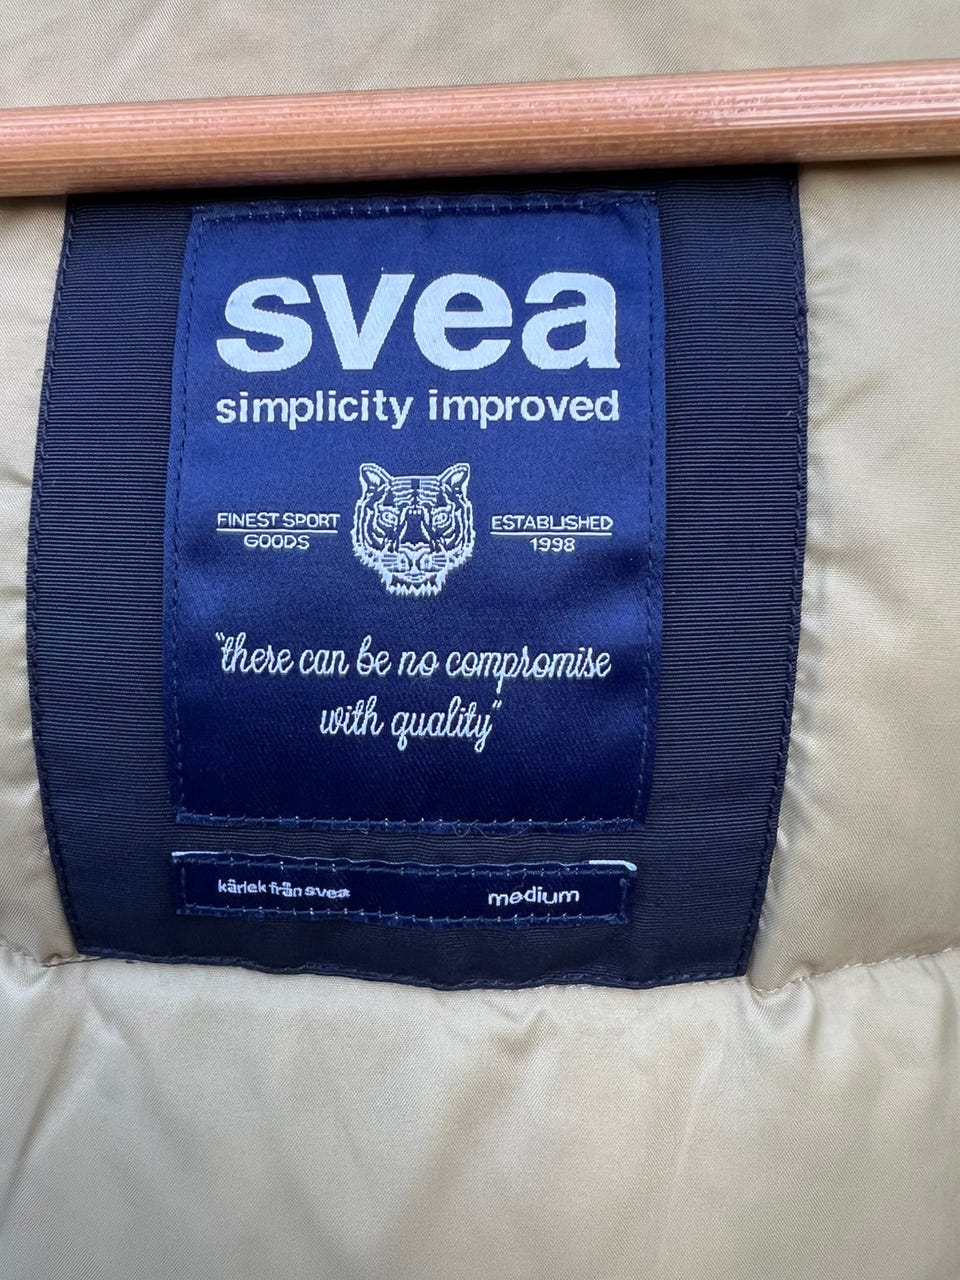 svea
simplicity improved
FINEST SPORT
GOODS
ESTABLISHED
1998
"there can be no compromise
with quality"
kärlek från svea
medium